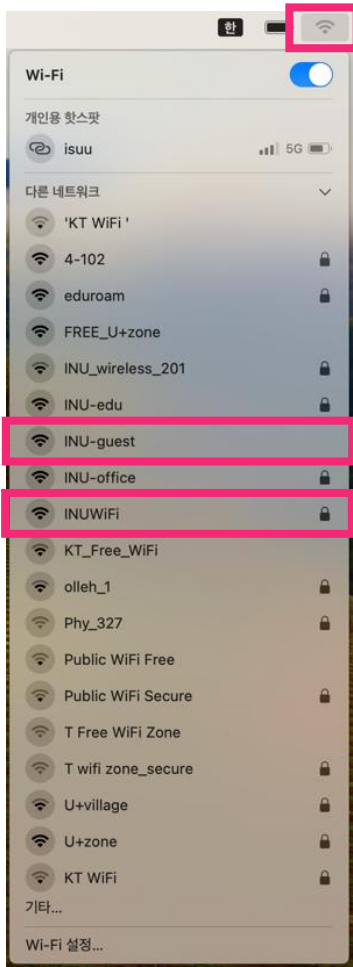 한
Wi-Fi
개인용 핫스팟
isuu 5G
다른 네트워크
'KT WiFi '
4-102
eduroam
FREE_U+zone
INU_wireless_201
INU-edu
INU-guest
INU-office
INUWiFi
KT_Free_WiFi
olleh_1
Phy_327
Public WiFi Free
Public WiFi Secure
T Free WiFi Zone
T wifi zone_secure
U+village
U+zone
KT WiFi
기타...
Wi-Fi 설정...